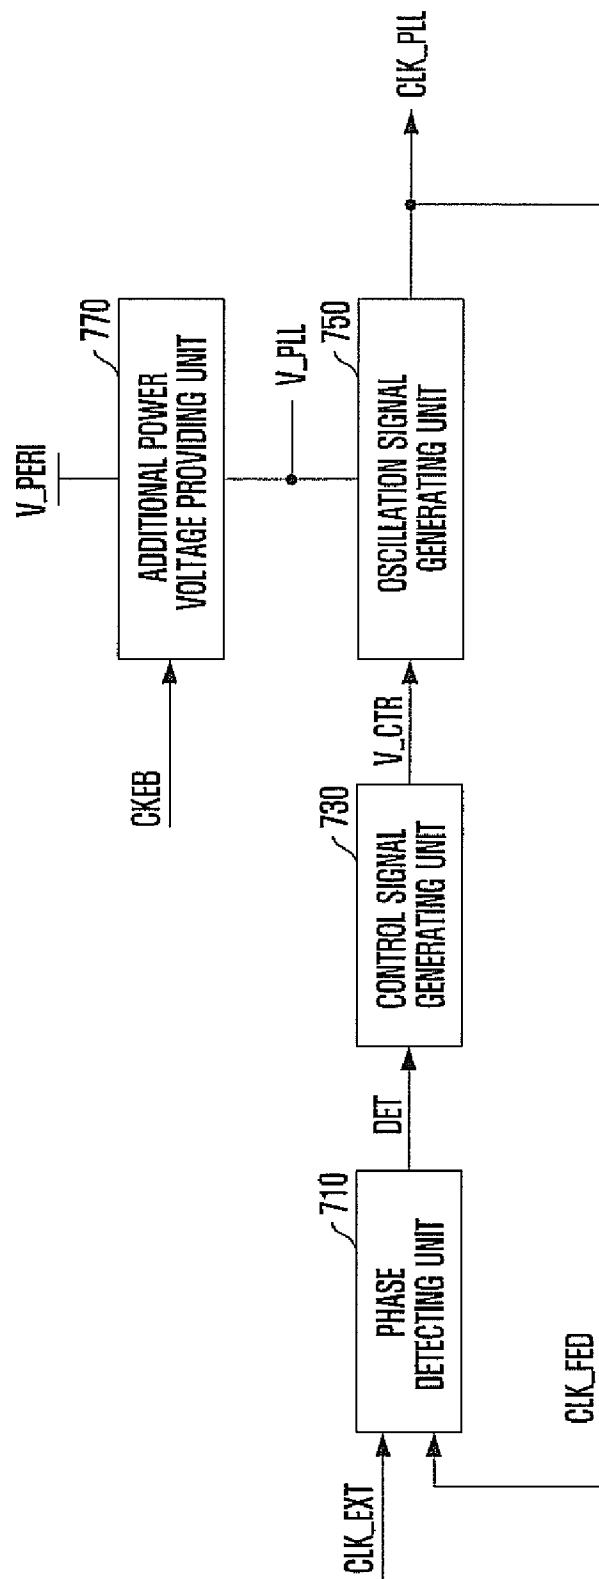 V_PERI
770
ADDITIONAL POWER
VOLTAGE PROVIDING UNIT
CKEB
V_PLL
CLK_EXT
710
PHASE
DETECTING UNIT
DET
730
CONTROL SIGNAL
GENERATING UNIT
V_CTR
750
OSCILLATION SIGNAL
GENERATING UNIT
CLK_PLL
CLK_FED